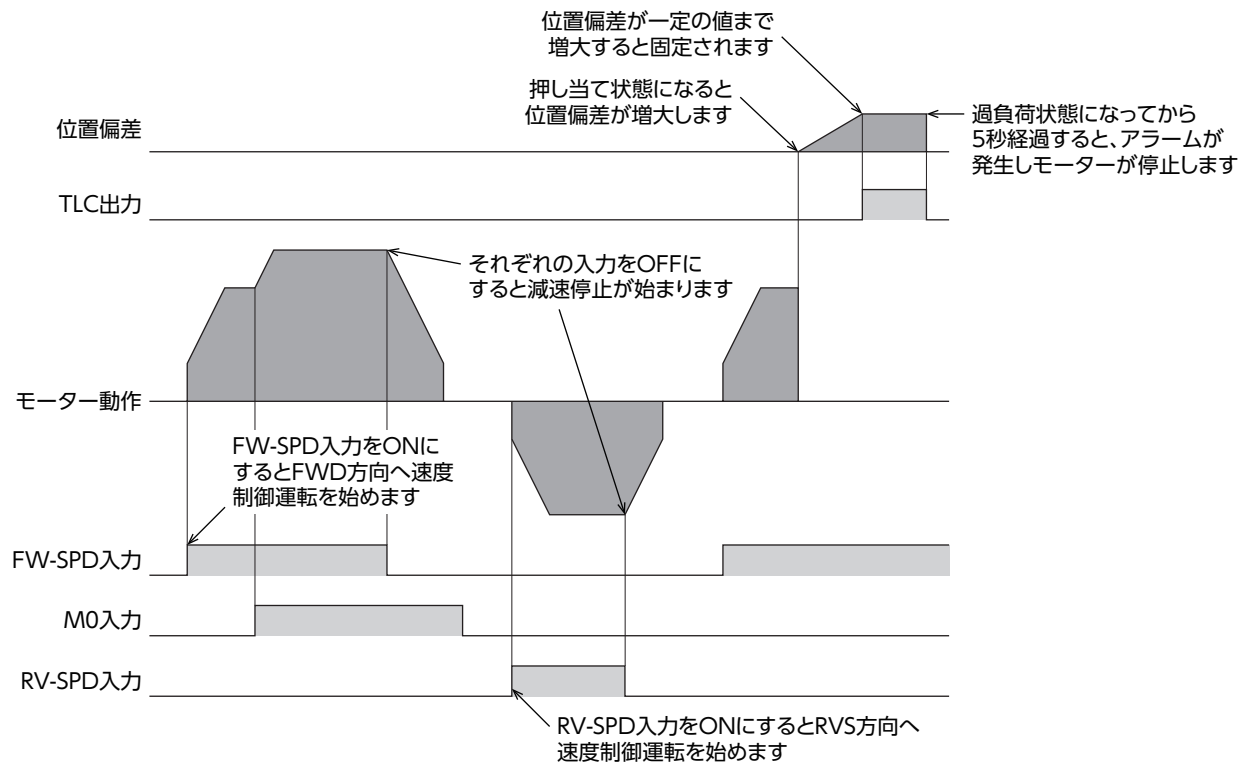 位置偏差が一定の値まで
増大すると固定されます
押し当て状態になると
位置偏差が増大します
過負荷状態になってから
5秒経過すると、アラームが
発生しモーターが停止します
位置偏差
TLC出力
それぞれの入力をOFFに
すると減速停止が始まります
モーター動作
FW-SPD入力をONに
するとFWD方向へ速度
制御運転を始めます
FW-SPD入力
M0入力
RV-SPD入力
RV-SPD入力をONにするとRVS方向へ
速度制御運転を始めます